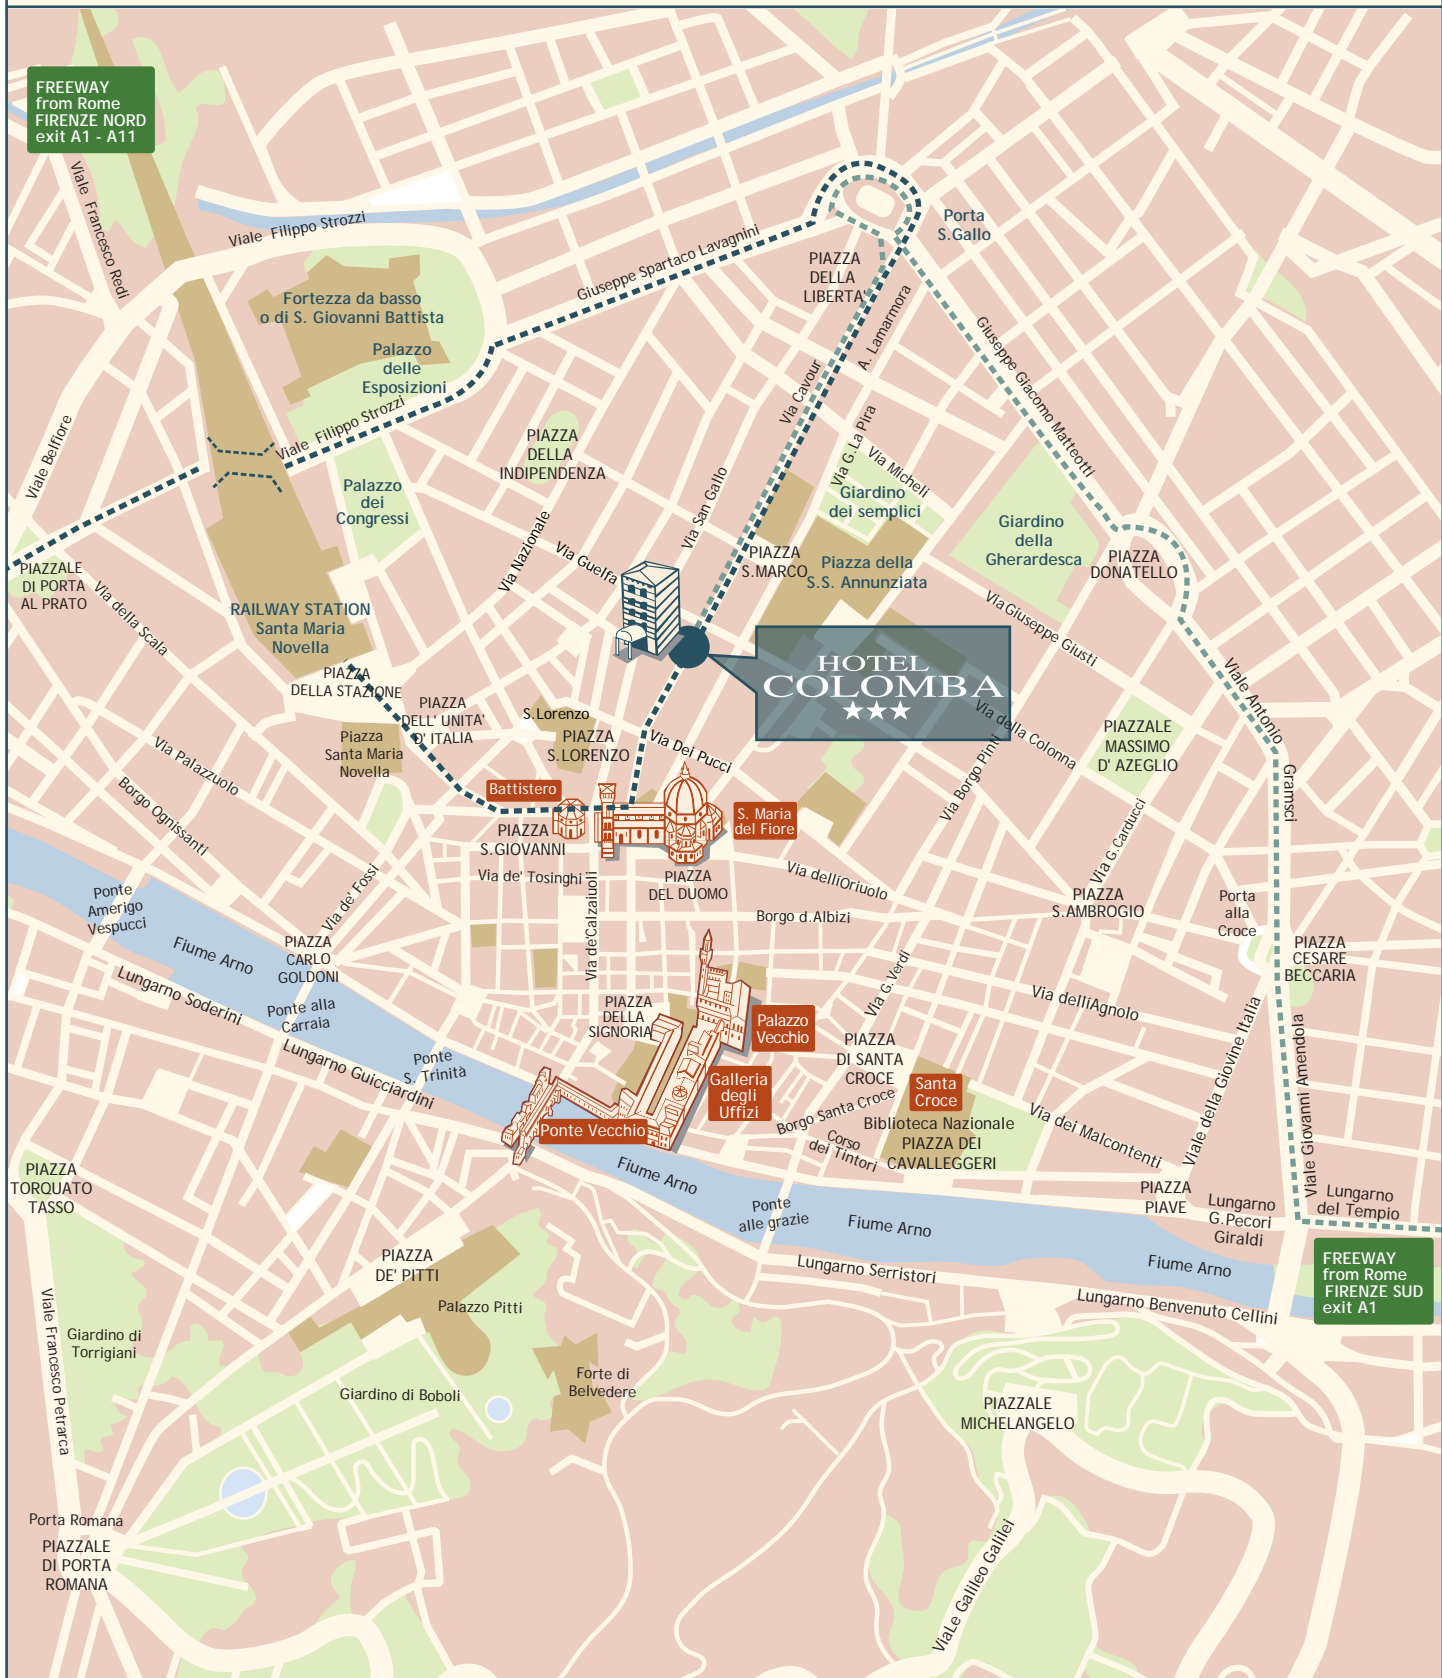 FREEWAY
from Rome
FIRENZE NORD
exit A1 - A11
Viale Francesco Redi
Viale Filippo Strozzi
Giuseppe Spartaco Lavagnini
Porta
S.Gallo
PIAZZA
DELLA
LIBERTA'
Fortezza da basso
o di S. Giovanni Battista
Palazzo
delle
Esposizioni
Viale Filippo Strozzi
A. Lamarmora
Giuseppe Giacomo Matteotti
Via Cavour
Viale Belfiore
PIAZZA
DELLA
INDIPENDENZA
Via G. La Pira
Via Micheli
Palazzo
dei
Congressi
Via San Gallo
Giardino
dei semplici
Giardino
della
Gherardesca
Via Nazionale
Via Guelfa
PIAZZA
S.MARCO
Piazza della
S.S. Annunziata
PIAZZA
DONATELLO
PIAZZALE
DI PORTA
AL PRATO
Via della Scala
RAILWAY STATION
Santa Maria
Novella
Via Giuseppe Giusti
HOTEL
COLOMBA
★★★
PIAZZA
DELLA STAZIONE
PIAZZA
DELL' UNITA'
D' ITALIA
S.Lorenzo
PIAZZA
S.LORENZO
Via Dei Pucci
Via della Colonna
Viale Antonio
Gramsci
PIAZZALE
MASSIMO
D' AZEGLIO
Piazza
Santa Maria
Novella
Via Palazzuolo
Borgo Ognissanti
Battistero
S. Maria
del Fiore
Via Borgo Pinti
Via G.Carducci
PIAZZA
S.GIOVANNI
Via de' Tosinghi
Via de'Calzaiuoli
PIAZZA
DEL DUOMO
Via delliOriuolo
Borgo d.Albizi
PIAZZA
S.AMBROGIO
Porta
alla
Croce
PIAZZA
CESARE
BECCARIA
Ponte
Amerigo
Vespucci
Via de' Fossi
Fiume Arno
PIAZZA
CARLO
GOLDONI
Lungarno Soderini
Ponte alla
Carraia
Via G.Verdi
Via delliAgnolo
PIAZZA
DELLA
SIGNORIA
Palazzo
Vecchio
PIAZZA
DI SANTA
CROCE
Lungarno Guicciardini
Ponte
S. Trinità
Galleria
degli
Uffizi
Santa
Croce
Borgo Santa Croce
Biblioteca Nazionale
PIAZZA DEI
CAVALLEGGERI
Corso
dei Tintori
Via dei Malcontenti
Viale della Giovine Italia
Viale Giovanni Amendola
Ponte Vecchio
Fiume Arno
PIAZZA
TORQUATO
TASSO
Ponte
alle grazie
Fiume Arno
PIAZZA
PIAVE
Lungarno
G.Pecori
Giraldi
Lungarno
del Tempio
Fiume Arno
FREEWAY
from Rome
FIRENZE SUD
exit A1
PIAZZA
DE' PITTI
Palazzo Pitti
Lungarno Serristori
Lungarno Benvenuto Cellini
Viale Francesco Petrarca
Giardino di
Torrigiani
Giardino di Boboli
Forte di
Belvedere
PIAZZALE
MICHELANGELO
Porta Romana
PIAZZALE
DI PORTA
ROMANA
ViaLe Galileo Galilei